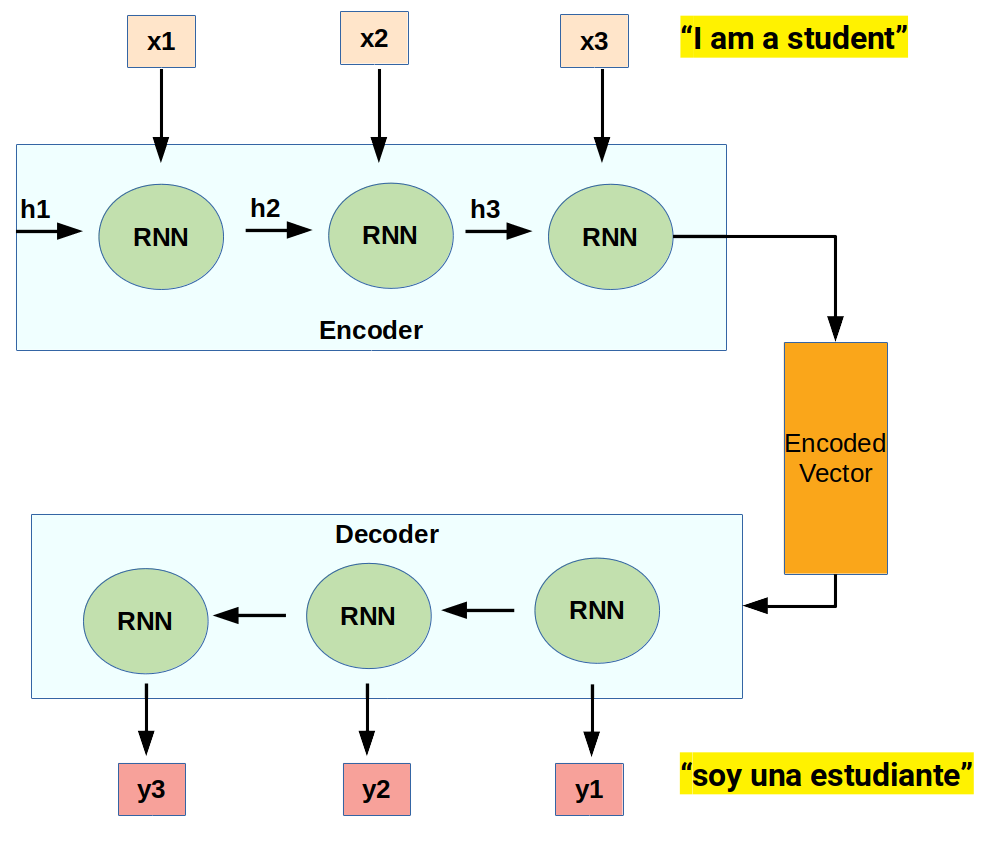 x1
x2
x3
“I am a student”
h1
h2
h3
RNN
RNN
RNN
Encoder
Encoded
Vector
Decoder
RNN
RNN
RNN
y3
y2
y1
“soy una estudiante”